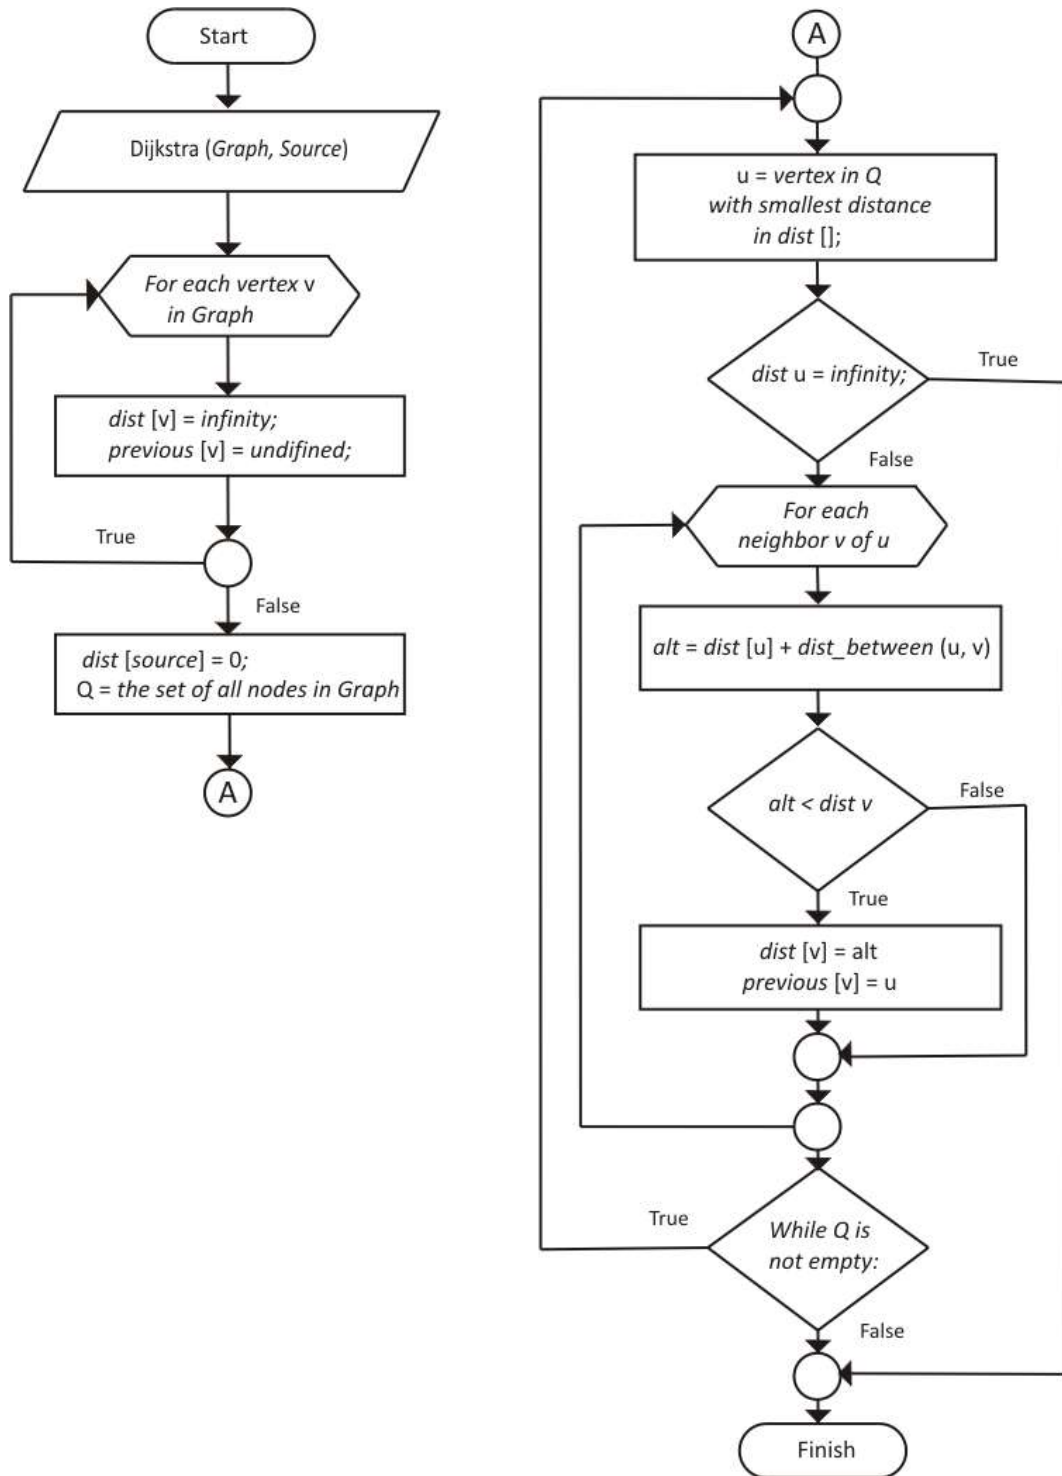 Start
Dijkstra (Graph, Source)
For each vertex v
in Graph
dist [v] = infinity;
previous [v] = undifined;
True
False
dist [source] = 0;
Q = the set of all nodes in Graph
A
A
u = vertex in Q
with smallest distance
in dist [];
dist u = infinity;
True
False
For each
neighbor v of u
alt = dist [u] + dist_between (u, v)
alt < dist v
False
True
dist [v] = alt
previous [v] = u
True
While Q is
not empty:
False
Finish